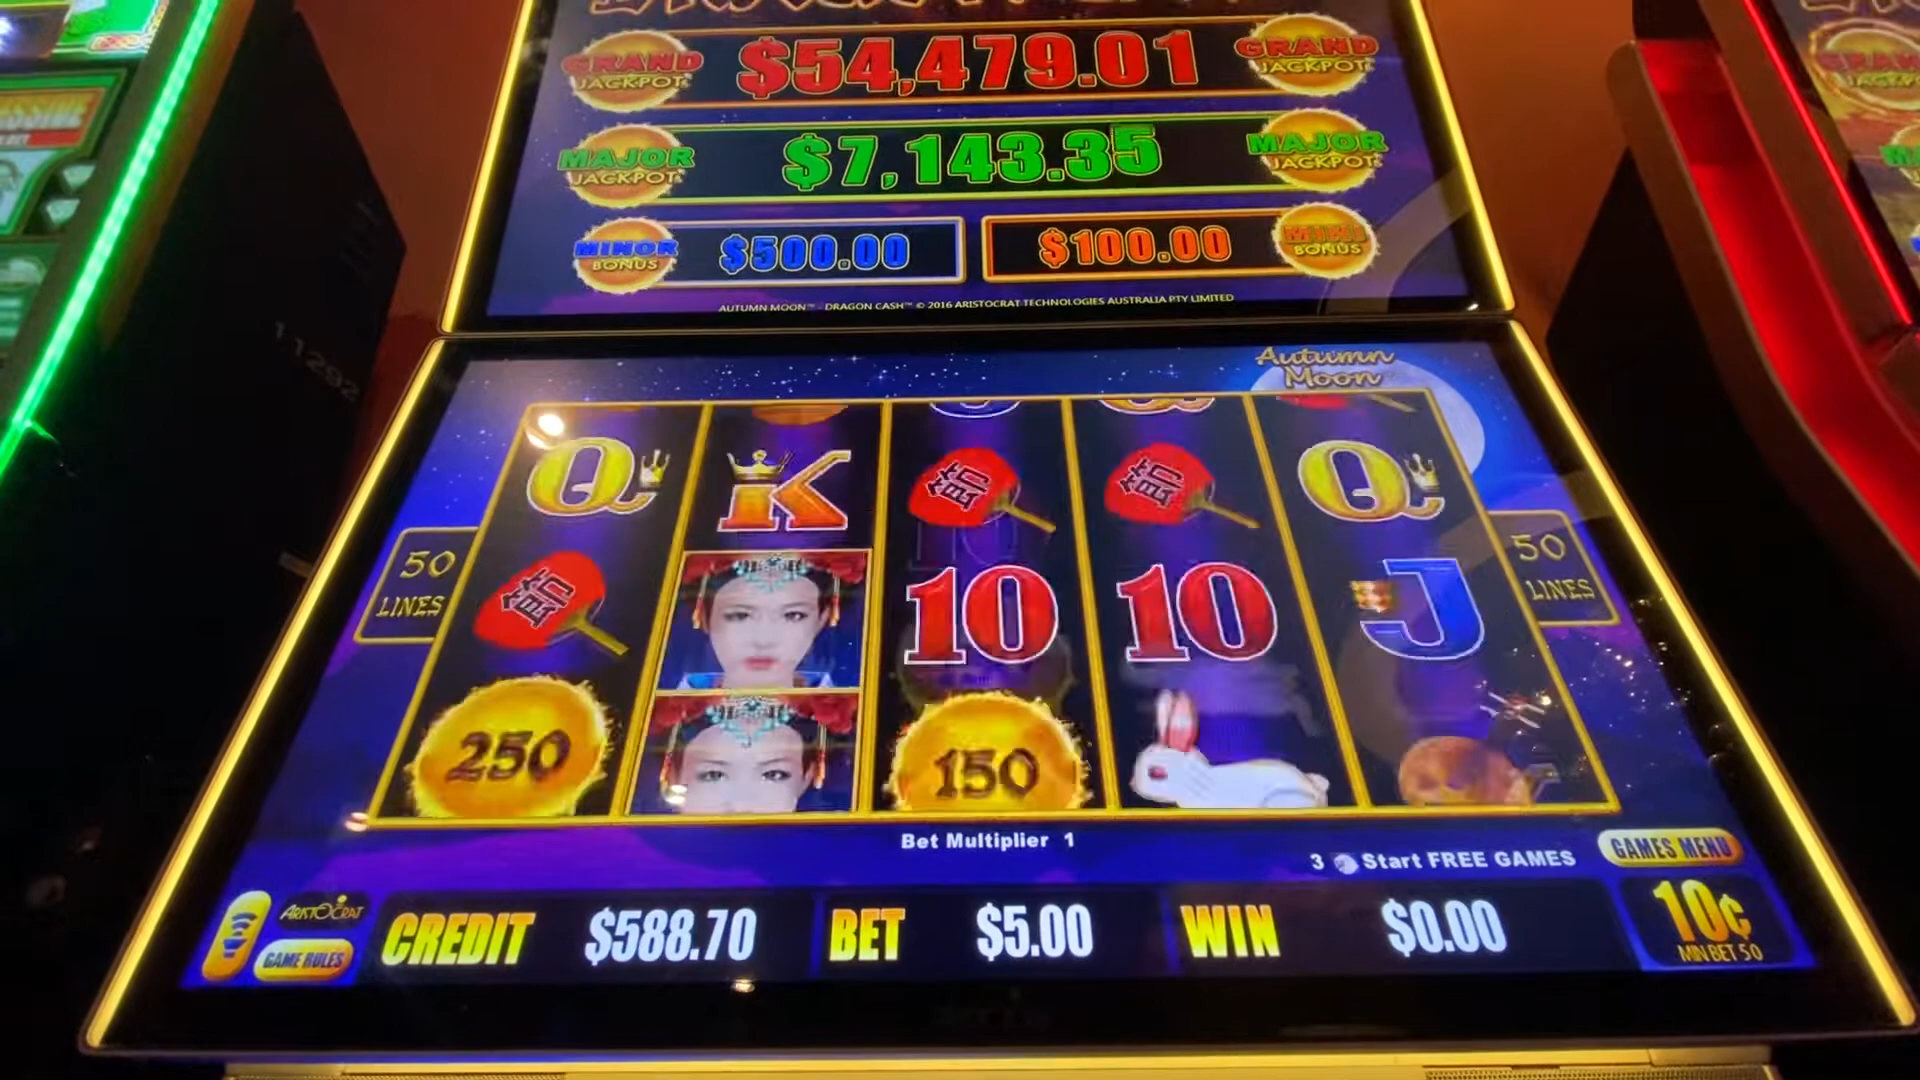 GRAND
JACKPOT
$54,479.01
GRAND
JACKPOT
MAJOR
JACKPOT
$7,143.35
MAJOR
JACKPOT
MINOR
BONUS
$500.00
$100.00
MINI
BONUS
AUTUMN MOON™ - DRAGON CASH™ © 2016 ARISTOCRAT TECHNOLOGIES AUSTRALIA PTY LIMITED
11292
Autumn
Moon
Q
K
Q
50
LINES
10
10
J
50
LINES
250
150
Bet Multiplier 1
3 Start FREE GAMES
GAMES MENU
ARISTOCRAT
GAME RULES
CREDIT $588.70
BET $5.00
WIN $0.00
10¢
MIN BET 50